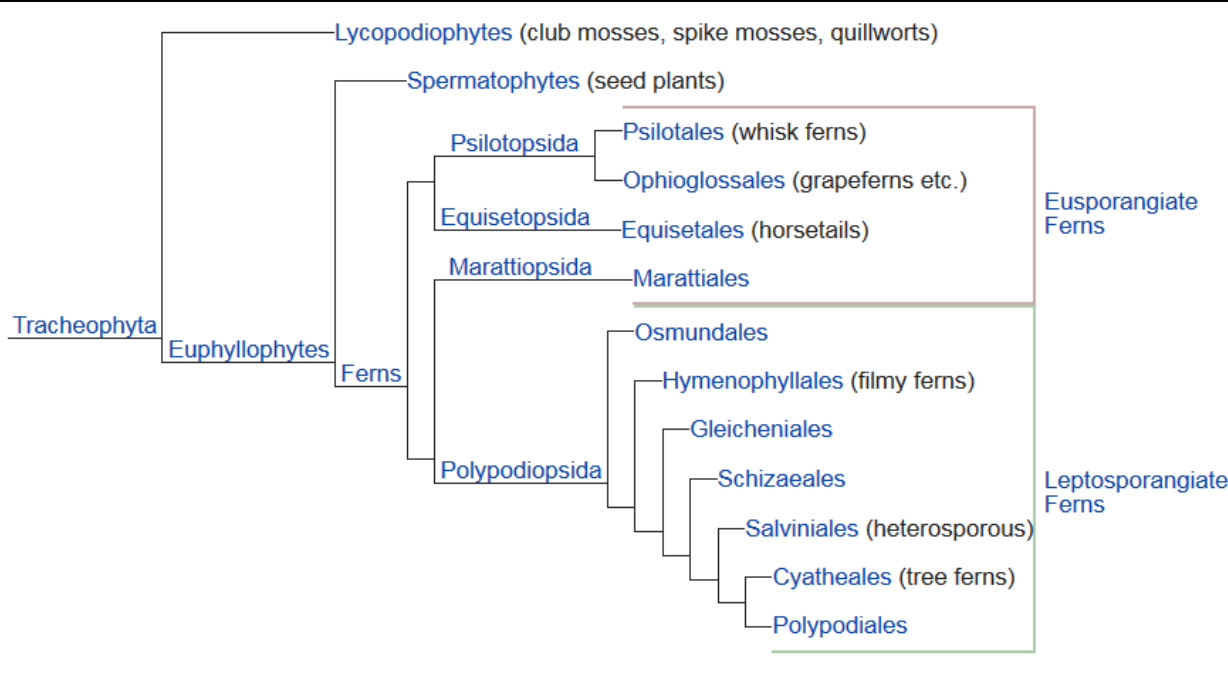 Lycopodiophytes (club mosses, spike mosses, quillworts)
Spermatophytes (seed plants)
Psilotopsida
Psilotales (whisk ferns)
Ophioglossales (grapeferns etc.)
Eusporangiate
Ferns
Equisetopsida
Equisetales (horsetails)
Marattiopsida
Marattiales
Tracheophyta
Euphyllophytes
Ferns
Osmundales
Hymenophyllales (filmy ferns)
Gleicheniales
Polypodiopsida
Schizaeales
Leptosporangiate
Ferns
Salviniales (heterosporous)
Cyatheales (tree ferns)
Polypodiales